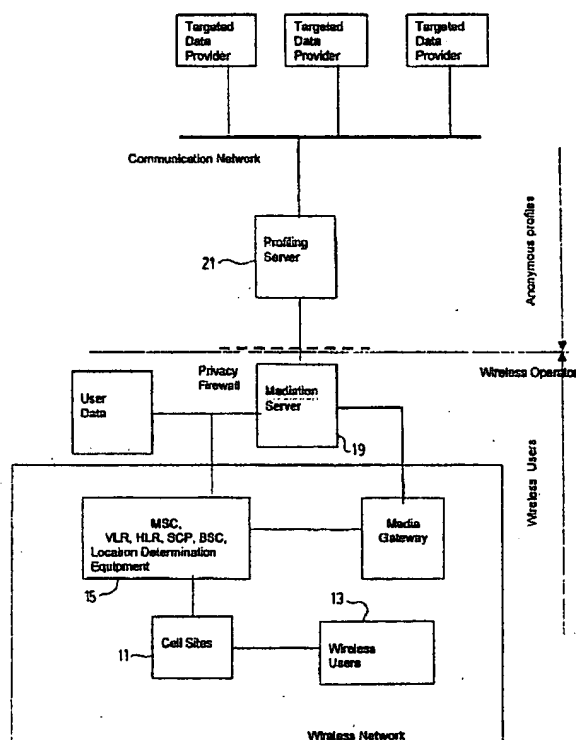 Targeted
Data
Provider
Targeted
Data
Provider
Targeted
Data
Provider
Communication Network
Anonymous profiles
Profiling
Server
21
Privacy
Firewall
Wireless Operator
User
Data
Mediation
Server
19
Wireless Users
MSC,
VLR, HLR, SCP, BSC,
Location Determination
Equipment
15
Media
Gateway
13
11
Cell Sites
Wireless
Users
Wireless Network